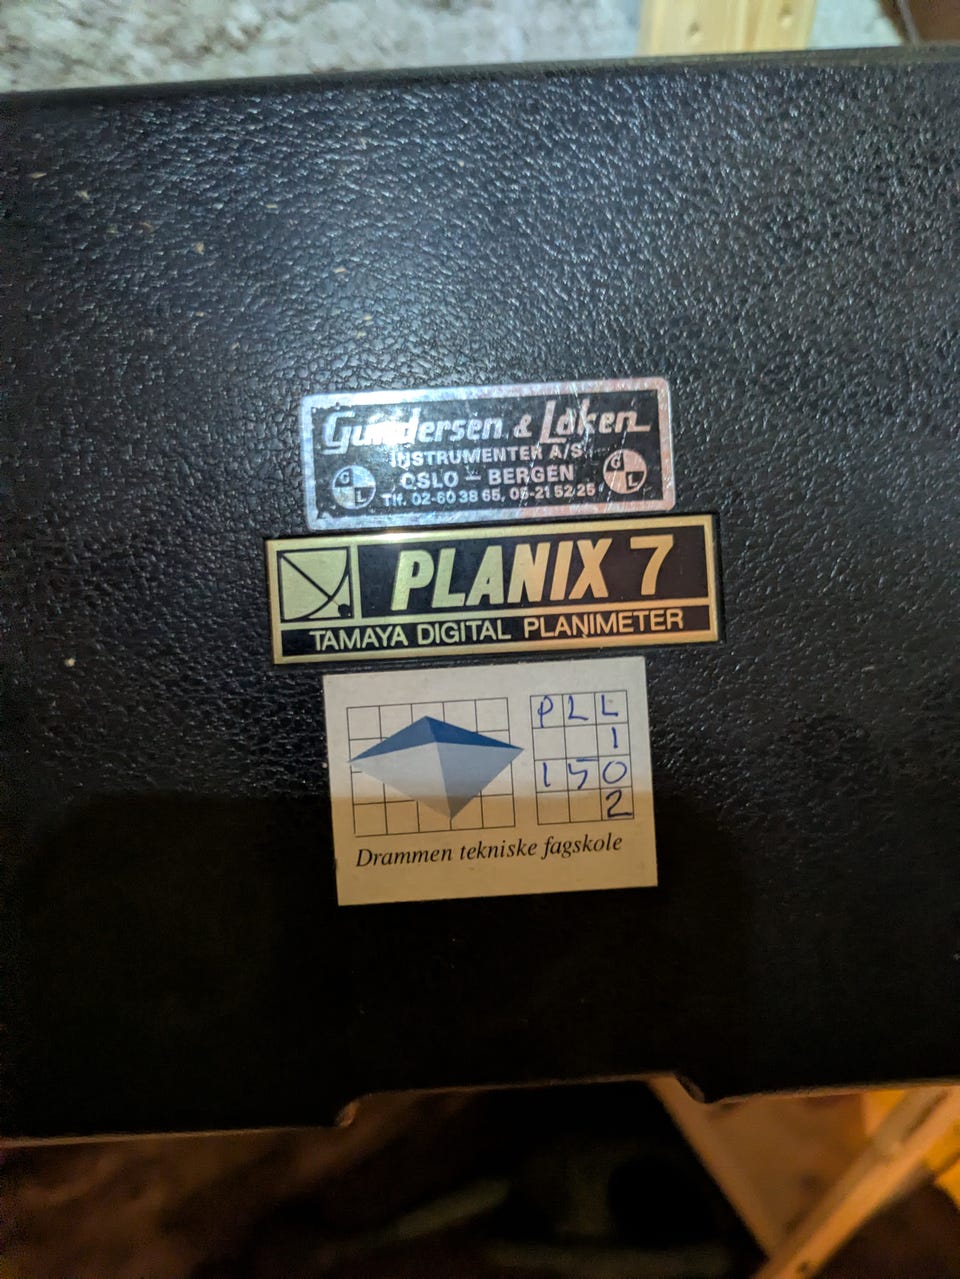 Gundersen & Løken
INSTRUMENTER A/S
OSLO – BERGEN
G L
G L
Tlf. 02-60 38 65, 05-21 52 25
PLANIX 7
TAMAYA DIGITAL PLANIMETER
PLL
1
150
2
Drammen tekniske fagskole